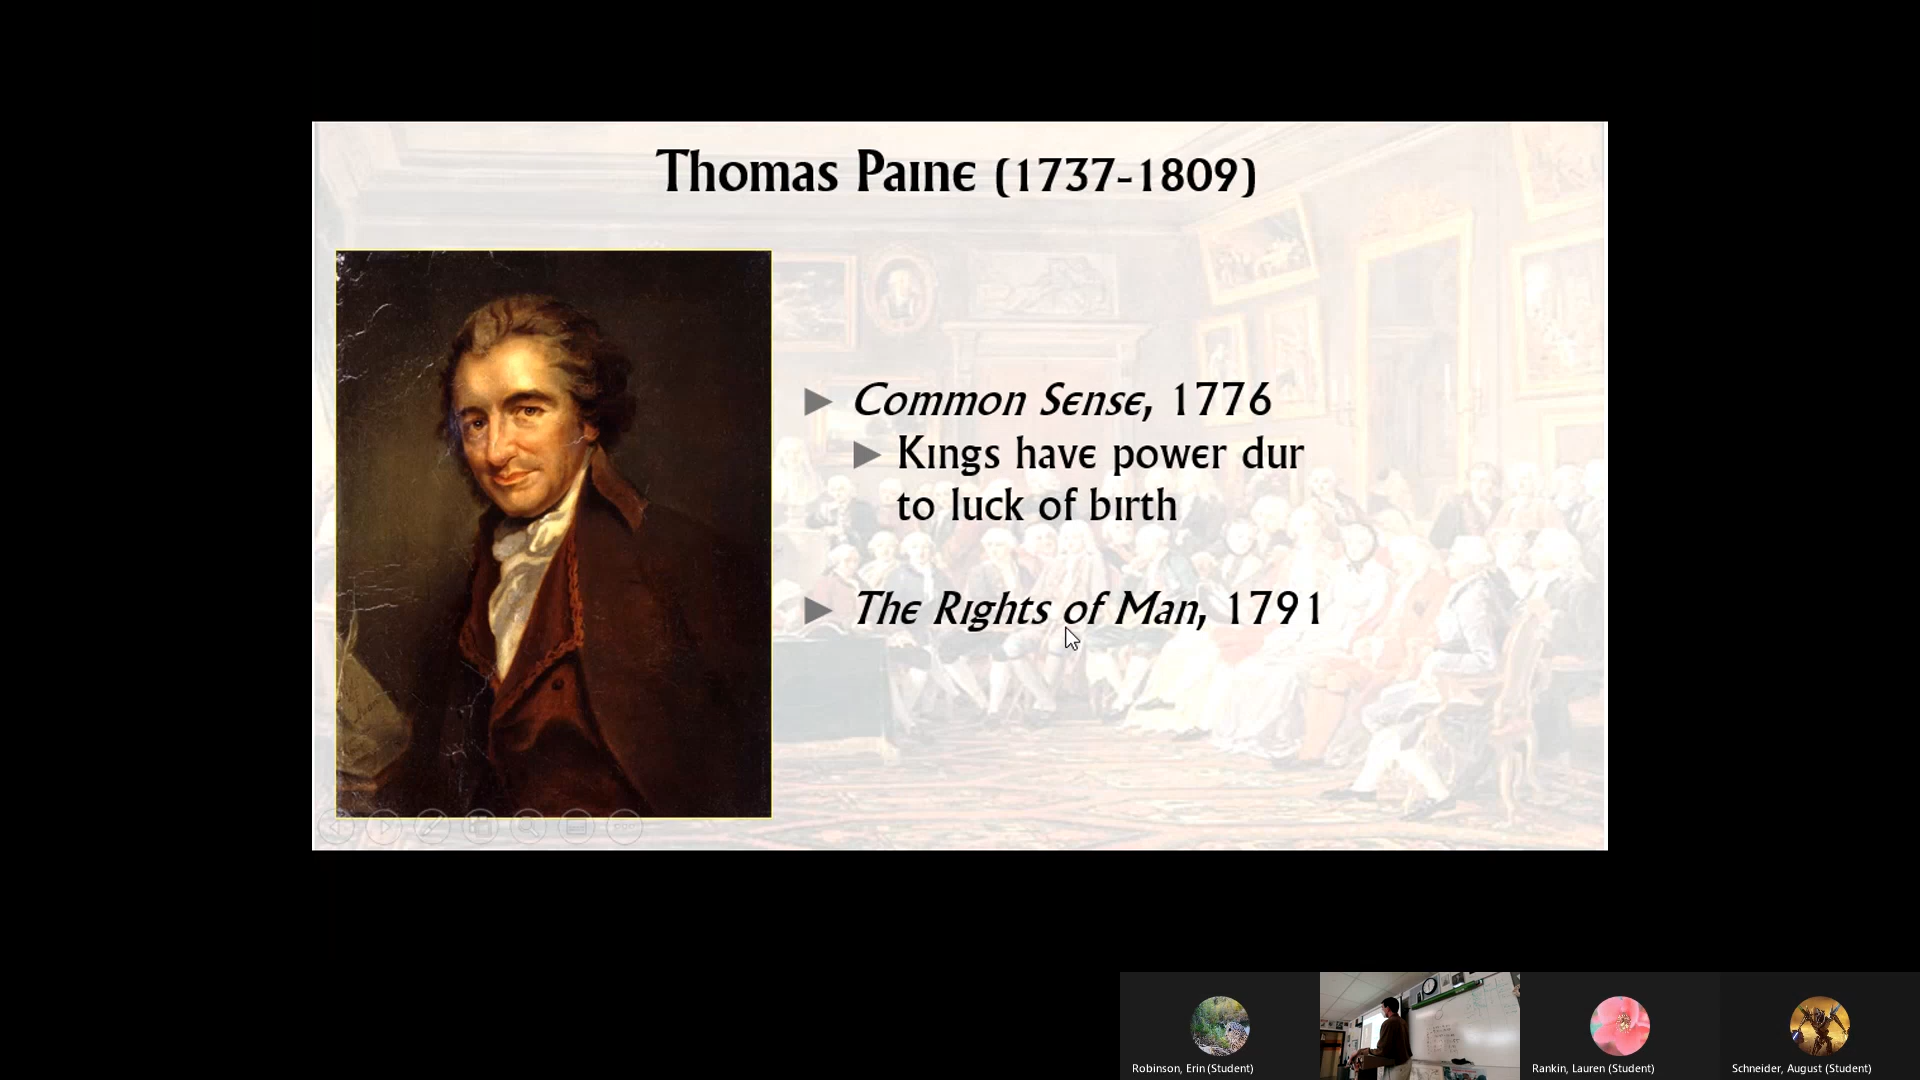 Thomas Paine (1737-1809)
Common Sense, 1776
Kings have power dur
to luck of birth
The Rights of Man, 1791
Robinson, Erin (Student)
Rankin, Lauren (Student)
Schneider, August (Student)